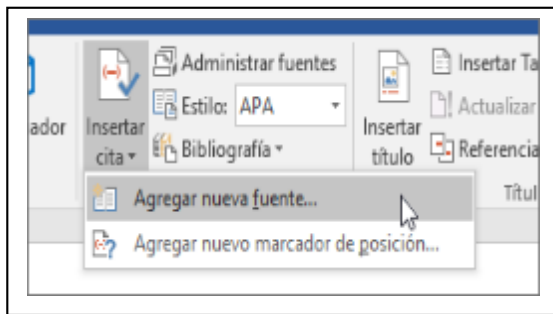 Administrar fuentes
Insertar Ta
Estilo: APA
Actualizar
ador
Insertar cita
Bibliografía
Insertar título
Referencia
Títul
Agregar nueva fuente...
Agregar nuevo marcador de posición...